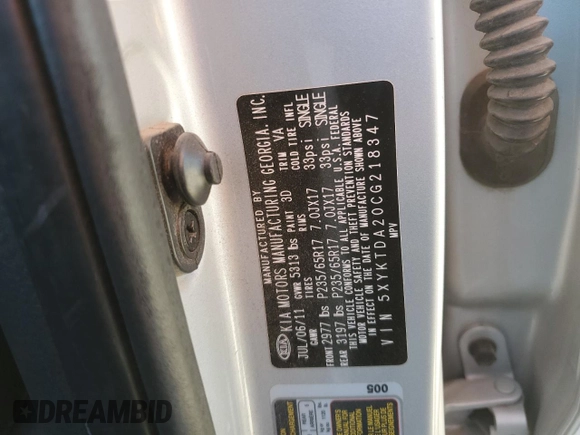 MANUFACTURED BY
KIA KIA MOTORS MANUFACTURING GEORGIA, INC.
JUL/06/11 GVWR 5313 lbs PAINT 3D TRIM VA
GAWR TIRES RIMS COLD TIRE INFL
FRONT 2977 lbs P235/65R17 7.0JX17 33psi SINGLE
REAR 3197 lbs P235/65R17 7.0JX17 33psi SINGLE
THIS VEHICLE CONFORMS TO ALL APPLICABLE U.S.A. FEDERAL
MOTOR VEHICLE SAFETY AND THEFT PREVENTION STANDARDS
IN EFFECT ON THE DATE OF MANUFACTURE SHOWN ABOVE
VIN 5XYKTDA20CG218347
MPV
005
DREAMBID